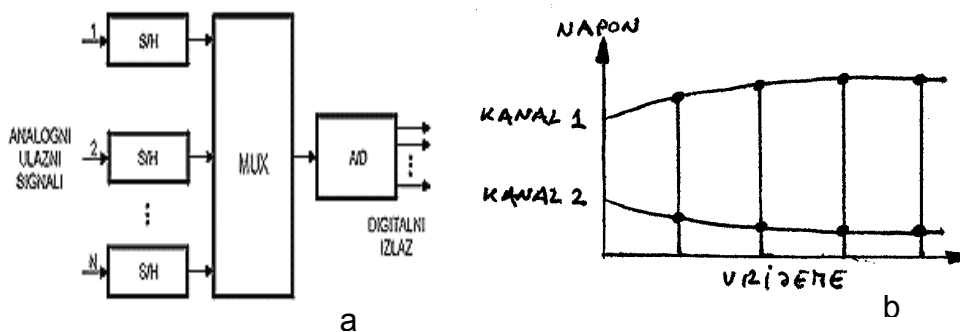 1
S/H
ANALOGNI
ULAZNI
SIGNALI
2
S/H
N
S/H
MUX
A/D
DIGITALNI
IZLAZ
a
NAPON
KANAL 1
KANAL 2
VRIJEME
b